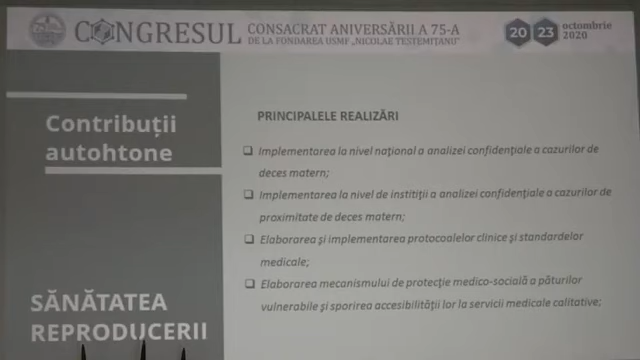 CONGRESUL CONSACRAT ANIVERSĂRII A 75-A
DE LA FONDAREA USMF „NICOLAE TESTEMIȚANU"
20 23 octombrie
2020
Contribuții
autohtone
SĂNĂTATEA
REPRODUCERII
PRINCIPALELE REALIZĂRI
❑ Implementarea la nivel național a analizei confidențiale a cazurilor de
deces matern;
❑ Implementarea la nivel de instiții a analizei confidențiale a cazurilor de
proximitate de deces matern;
❑ Elaborarea și implementarea protocoalelor clinice și standardelor
medicale;
❑ Elaborarea mecanismului de protecție medico-socială a păturilor
vulnerabile și sporirea accesibilității lor la servicii medicale calitative;